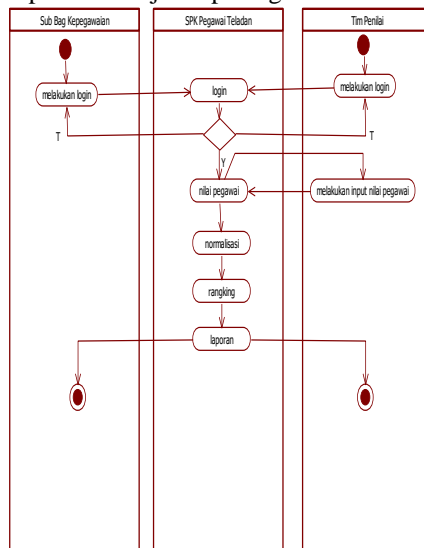 Sub Bag Kepegawaian
SPK Pegawai Teladan
Tim Penilai
melakukan login
login
melakukan login
T
T
Y
nilai pegawai
melakukan input nilai pegawai
normalisasi
rangking
laporan